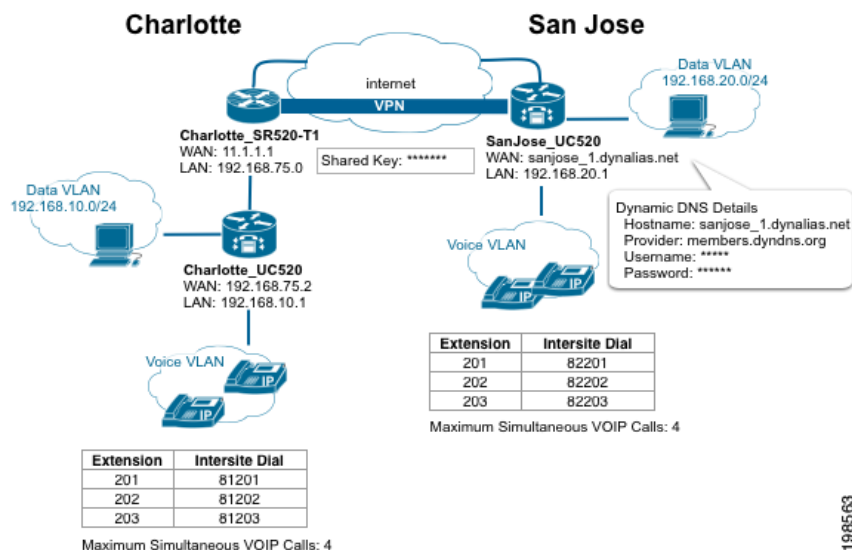 Charlotte
San Jose
internet
VPN
Data VLAN
192.168.20.0/24
Charlotte_SR520-T1
WAN: 11.1.1.1
LAN: 192.168.75.0
Shared Key: *******
SanJose_UC520
WAN: sanjose_1.dynalias.net
LAN: 192.168.20.1
Data VLAN
192.168.10.0/24
Dynamic DNS Details
Hostname: sanjose_1.dynalias.net
Provider: members.dyndns.org
Username: *****
Password: ******
Charlotte_UC520
WAN: 192.168.75.2
LAN: 192.168.10.1
Voice VLAN
IP
IP
Extension Intersite Dial
201 82201
202 82202
203 82203
Maximum Simultaneous VOIP Calls: 4
Voice VLAN
IP
IP
Extension Intersite Dial
201 81201
202 81202
203 81203
Maximum Simultaneous VOIP Calls: 4
198563